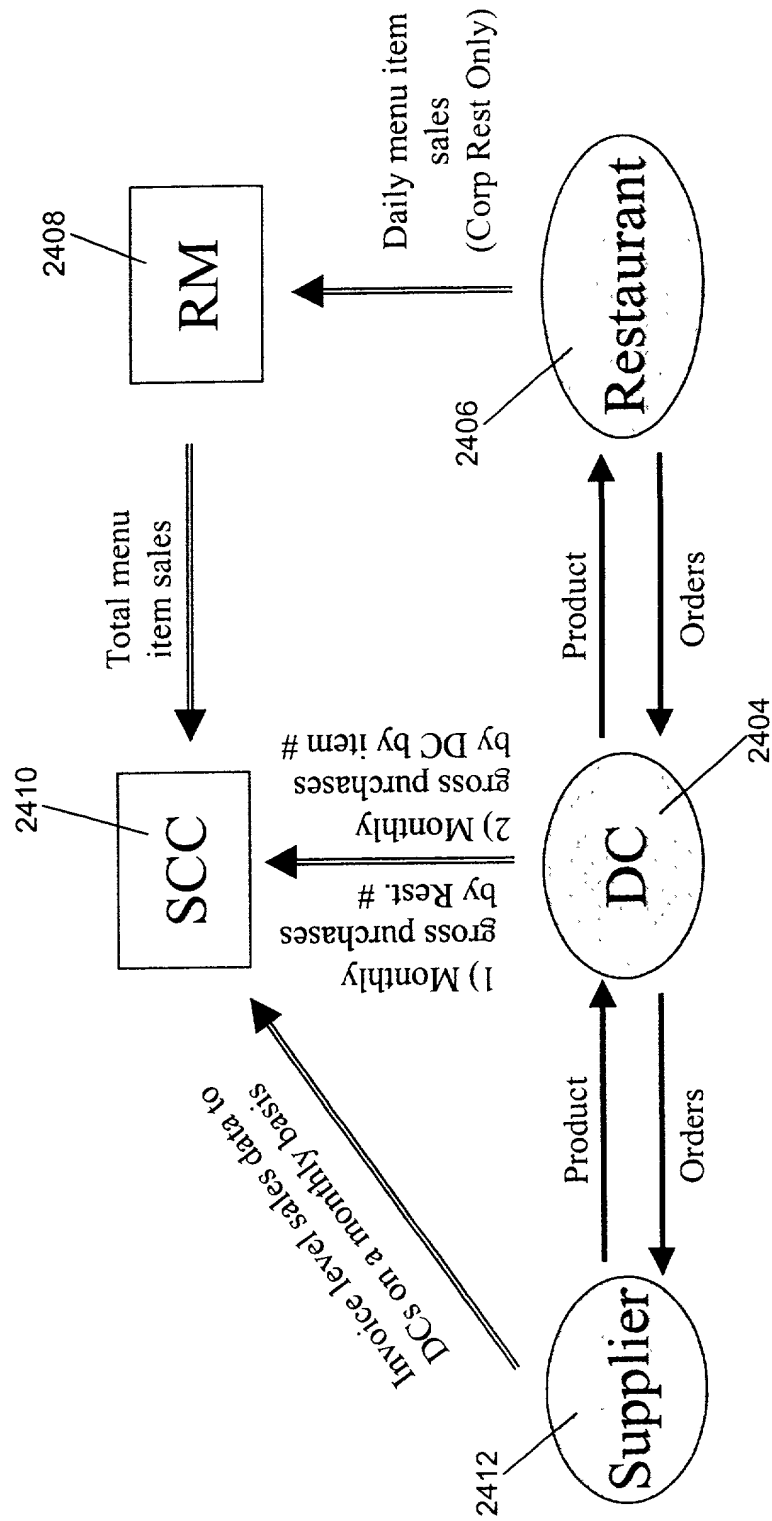 2410
SCC
Total menu
item sales
2408
RM
Invoice level sales data to
DCs on a monthly basis
1) Monthly
gross purchases
by Rest. #
2) Monthly
gross purchases
by DC by item #
Daily menu item
sales
(Corp Rest Only)
2412
Supplier
Product
Orders
DC
2404
Product
Orders
2406
Restaurant